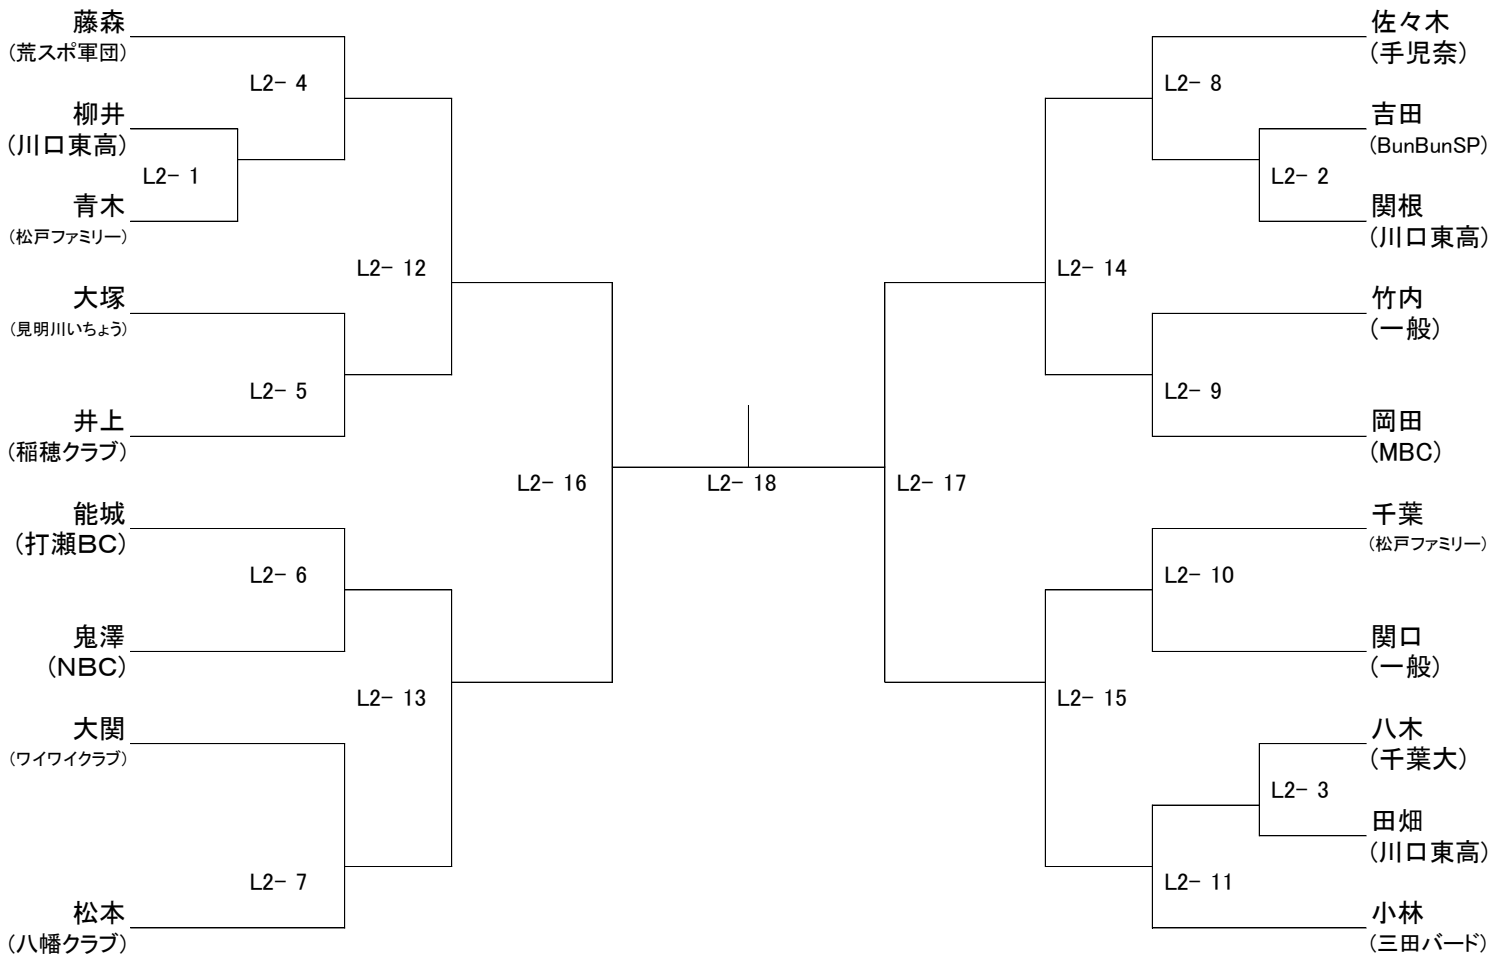 藤森
(荒スポ軍団)
L2- 4
柳井
(川口東高)
L2- 1
青木
(松戸ファミリー)
L2- 12
大塚
(見明川いちょう)
L2- 5
井上
(稲穂クラブ)
L2- 16
能城
(打瀬BC)
L2- 6
鬼澤
(NBC)
L2- 13
大関
(ワイワイクラブ)
L2- 7
松本
(八幡クラブ)
L2- 18
佐々木
(手児奈)
L2- 8
吉田
(BunBunSP)
L2- 2
関根
(川口東高)
L2- 14
竹内
(一般)
L2- 9
岡田
(MBC)
L2- 17
千葉
(松戸ファミリー)
L2- 10
関口
(一般)
L2- 15
八木
(千葉大)
L2- 3
田畑
(川口東高)
L2- 11
小林
(三田バード)